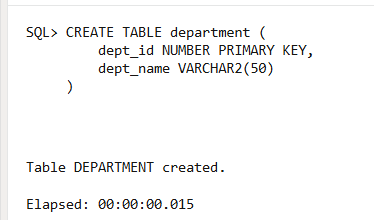 SQL> CREATE TABLE department (
dept_id NUMBER PRIMARY KEY,
dept_name VARCHAR2(50)
)
Table DEPARTMENT created.
Elapsed: 00:00:00.015